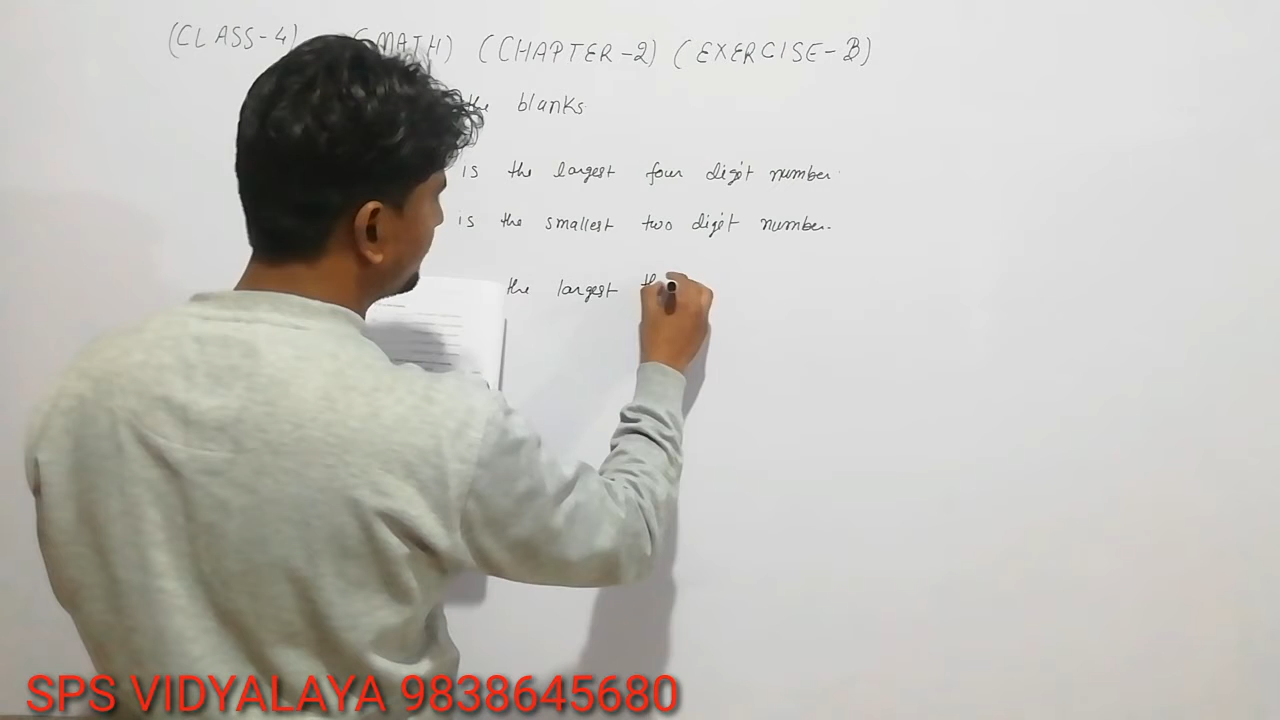 (CLASS-4) (MATH) (CHAPTER-2) (EXERCISE-B)
the blanks
is the largest four digit number.
is the smallest two digit number.
the largest th
SPS VIDYALAYA 9838645680